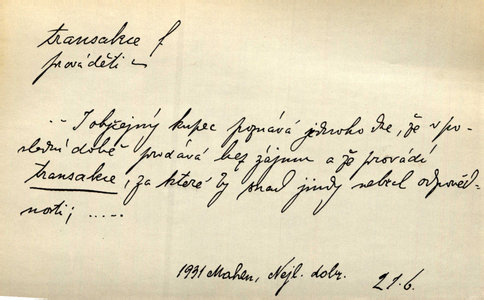 transakce f
prováděti
.. I obyčejný kupec poznává jednoho dne, že v po-
slední době prodává bez zájmu a že provádí
transakce, za které by snad jindy nebral odpověd-
nosti; .....
1931 Mahen, Nejl. dobr. 21.6.